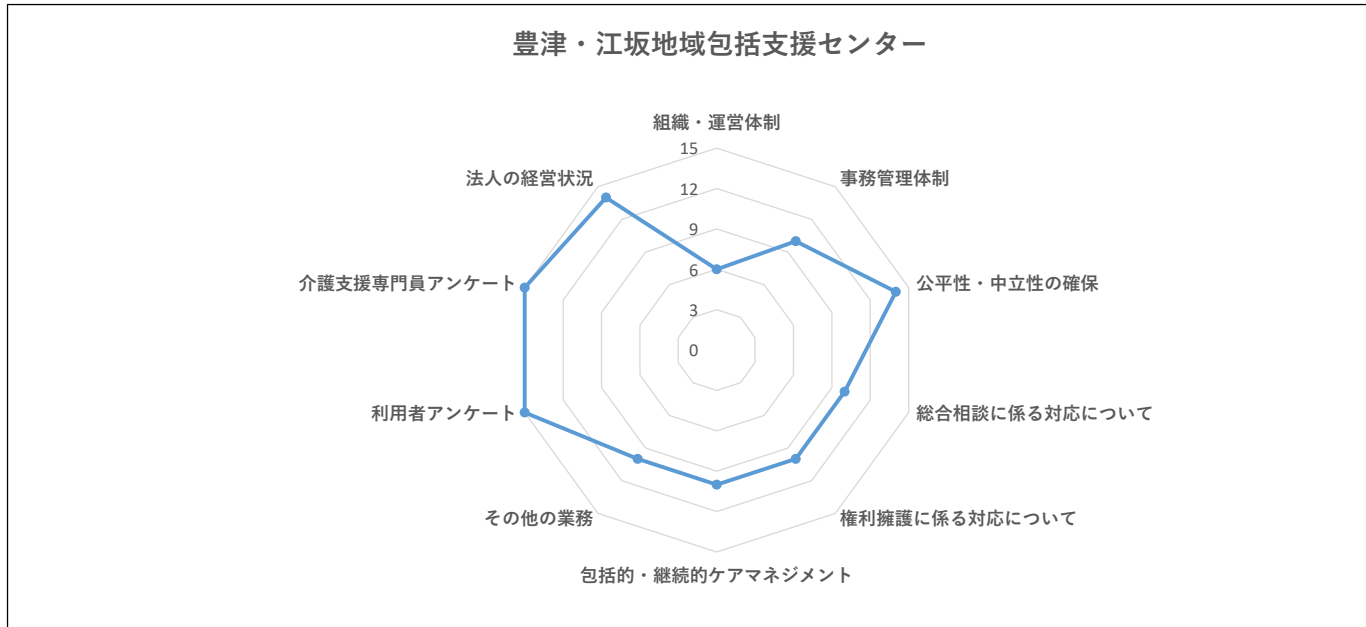 豊津・江坂地域包括支援センター
組織・運営体制
15
法人の経営状況
事務管理体制
12
9
介護支援専門員アンケート
6
公平性・中立性の確保
3
0
利用者アンケート
総合相談に係る対応について
その他の業務
権利擁護に係る対応について
包括的・継続的ケアマネジメント